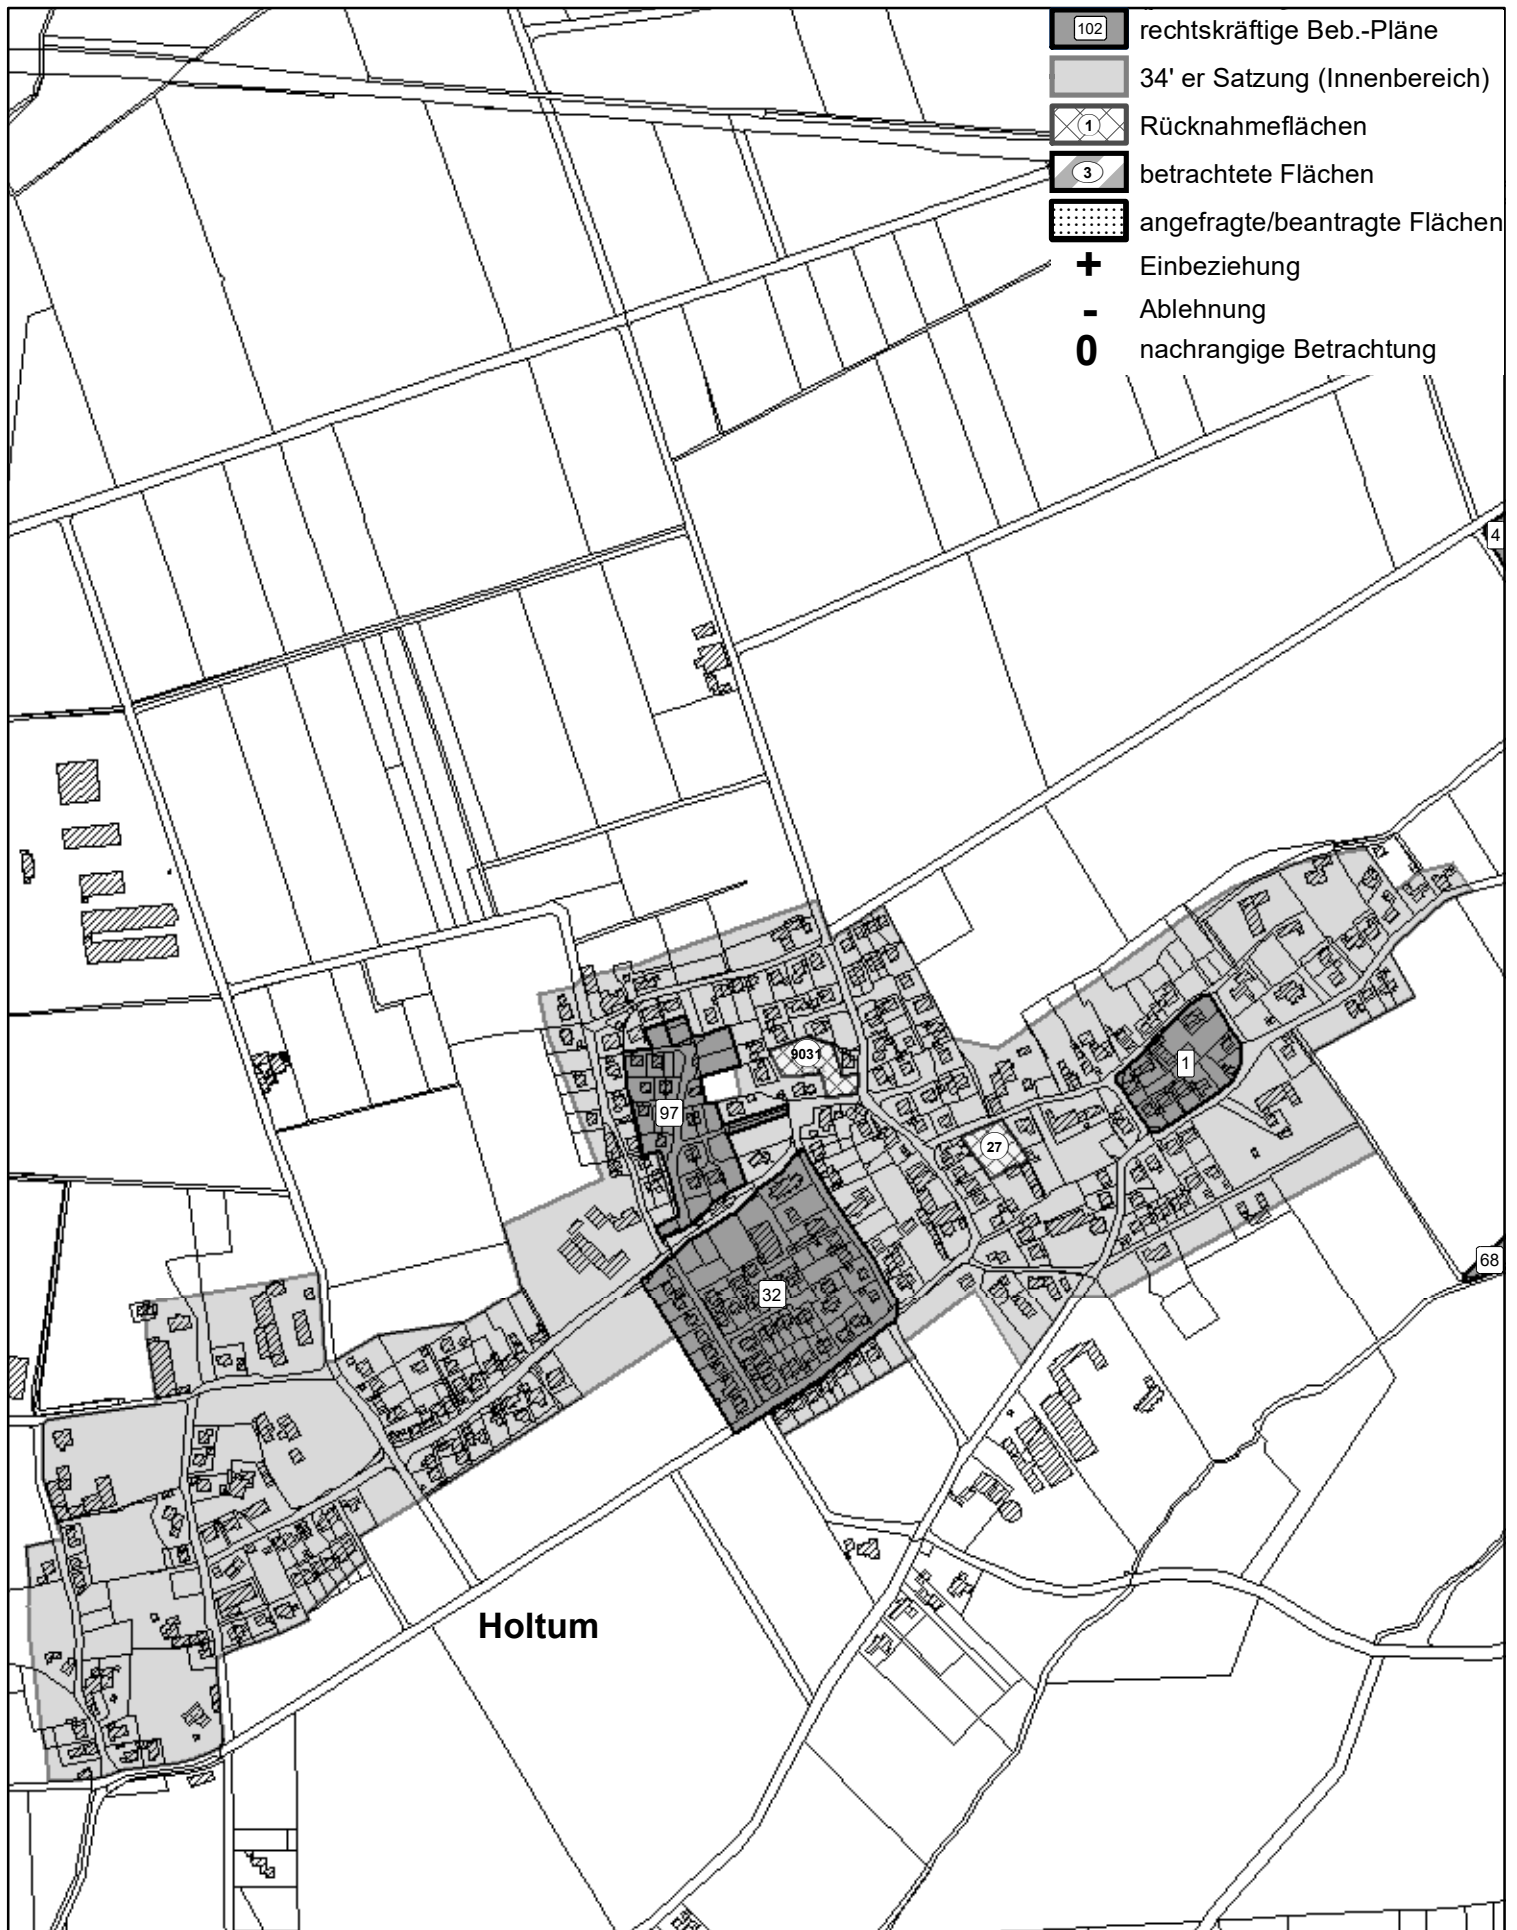 102 rechtskräftige Beb.-Pläne
34' er Satzung (Innenbereich)
1 Rücknahmeflächen
3 betrachtete Flächen
angefragte/beantragte Flächen
+ Einbeziehung
- Ablehnung
0 nachrangige Betrachtung
4
9031
1
97
27
68
32
Holtum